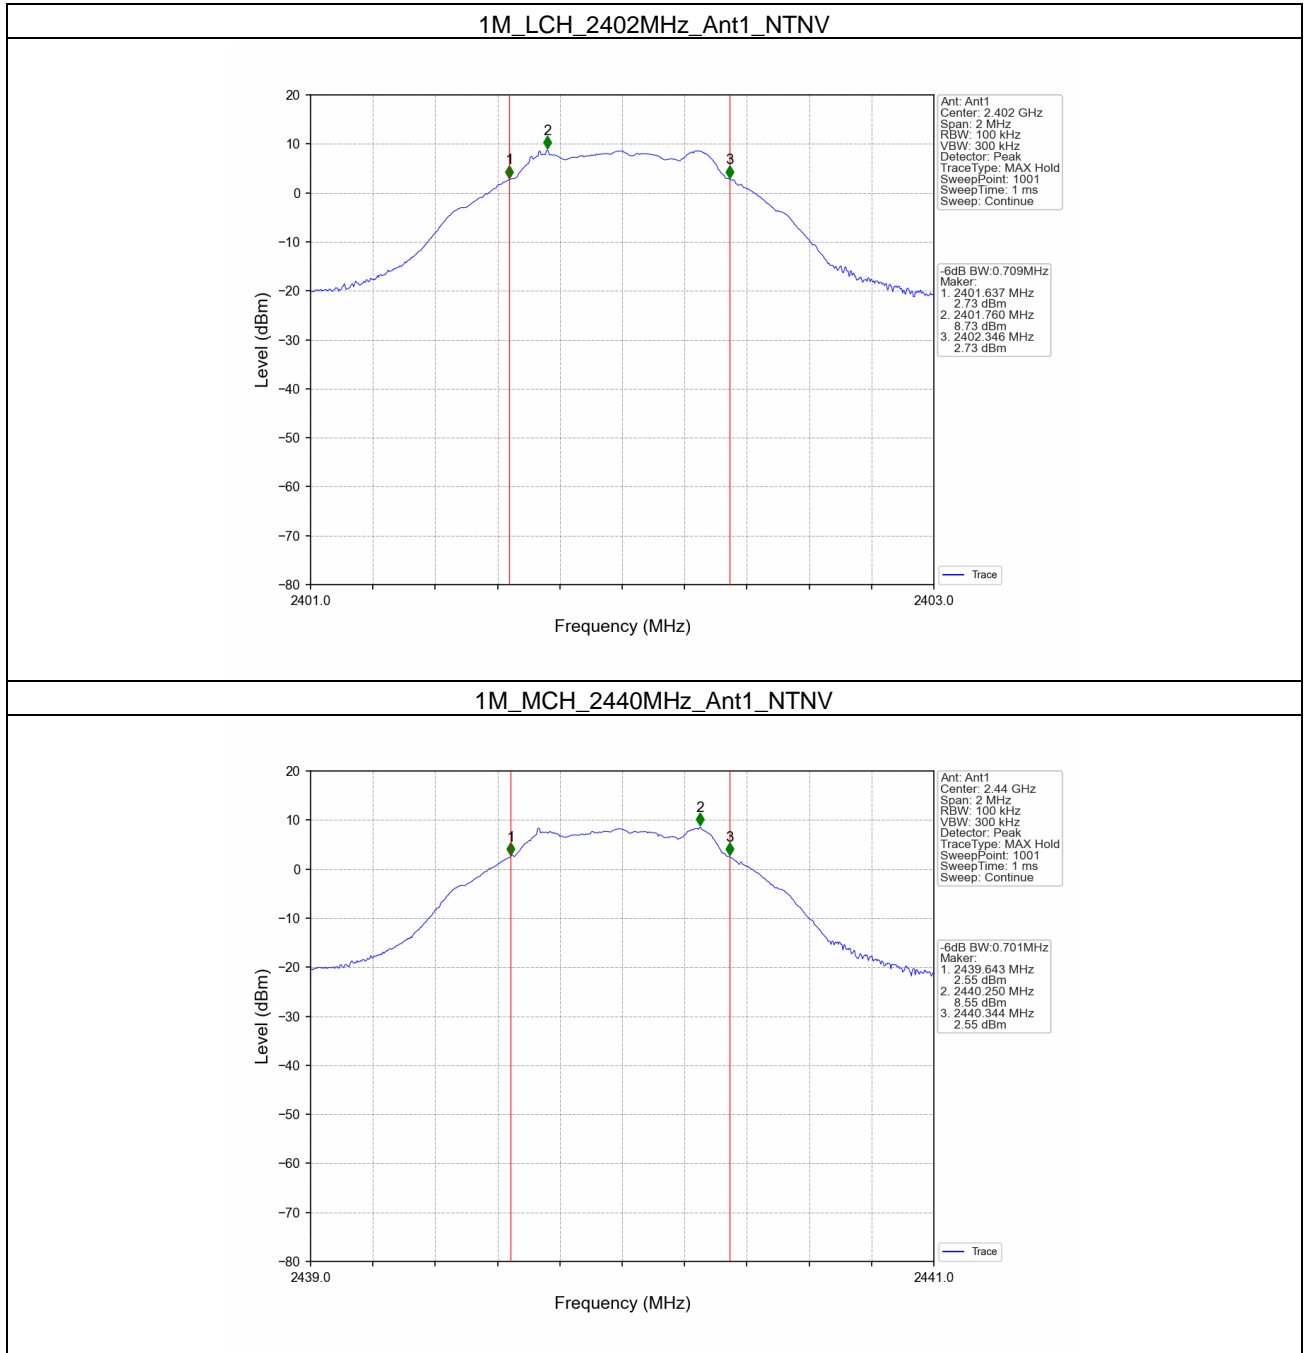 1M_LCH_2402MHz_Ant1_NTNV
20
10
0
−10
−20
−30
−40
−50
−60
−70
−80
Level (dBm)
1
2
3
2401.0
2403.0
Frequency (MHz)
Ant: Ant1
Center: 2.402 GHz
Span: 2 MHz
RBW: 100 kHz
VBW: 300 kHz
Detector: Peak
TraceType: MAX Hold
SweepPoint: 1001
SweepTime: 1 ms
Sweep: Continue
-6dB BW:0.709MHz
Maker:
1. 2401.637 MHz
2.73 dBm
2. 2401.760 MHz
8.73 dBm
3. 2402.346 MHz
2.73 dBm
Trace
1M_MCH_2440MHz_Ant1_NTNV
20
10
0
−10
−20
−30
−40
−50
−60
−70
−80
Level (dBm)
1
2
3
2439.0
2441.0
Frequency (MHz)
Ant: Ant1
Center: 2.44 GHz
Span: 2 MHz
RBW: 100 kHz
VBW: 300 kHz
Detector: Peak
TraceType: MAX Hold
SweepPoint: 1001
SweepTime: 1 ms
Sweep: Continue
-6dB BW:0.701MHz
Maker:
1. 2439.643 MHz
2.55 dBm
2. 2440.250 MHz
8.55 dBm
3. 2440.344 MHz
2.55 dBm
Trace